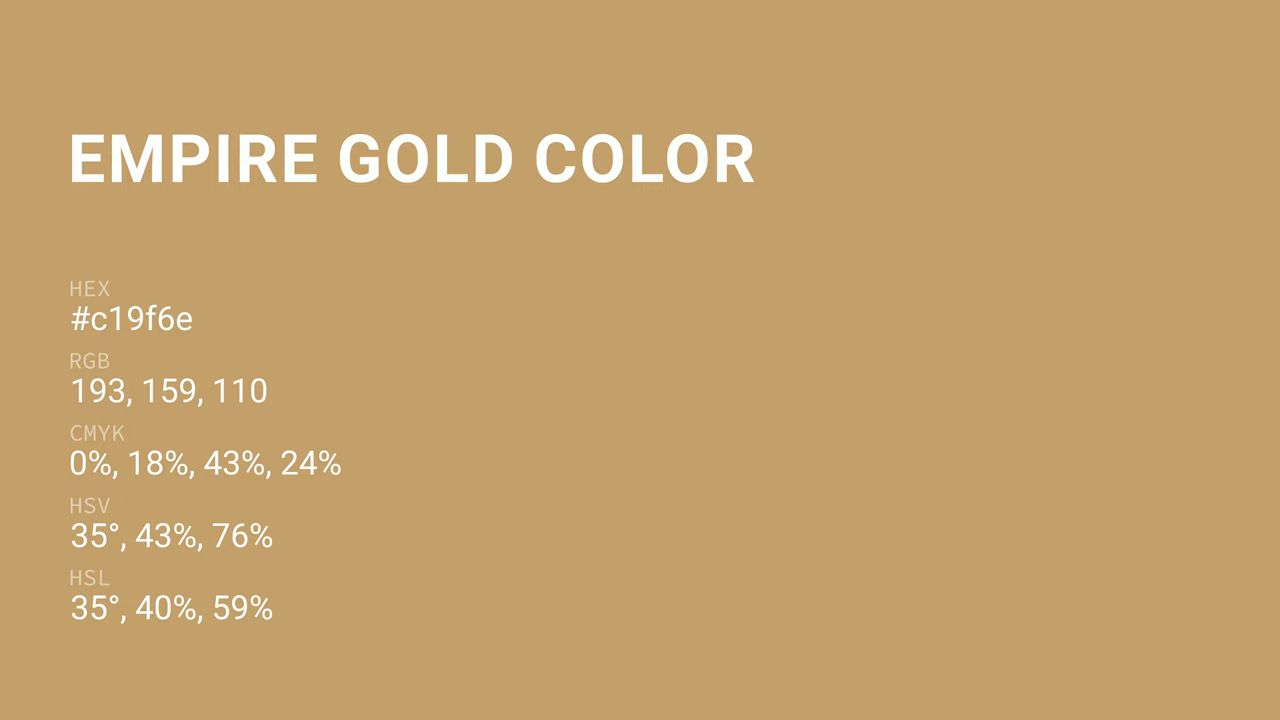 EMPIRE GOLD COLOR
HEX
#c19f6e
RGB
193, 159, 110
CMYK
0%, 18%, 43%, 24%
HSV
35°, 43%, 76%
HSL
35°, 40%, 59%